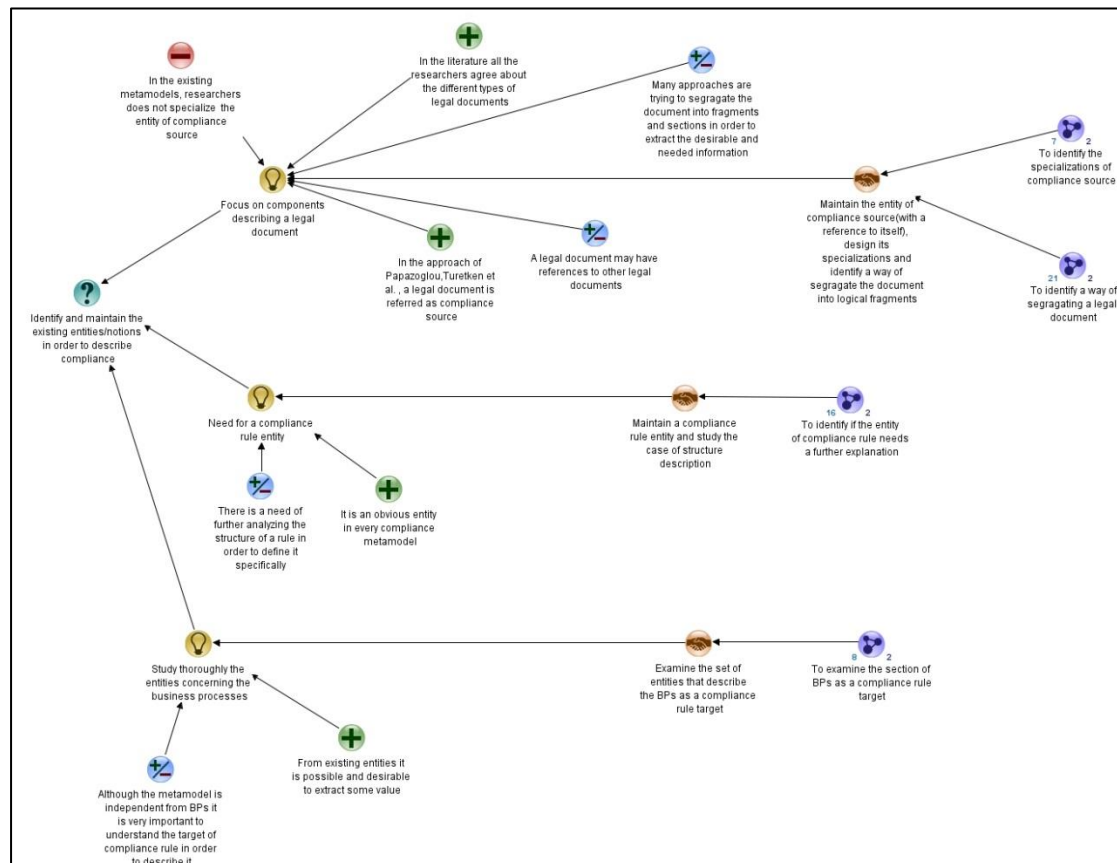 In the existing
metamodels, researchers
does not specialize the
entity of compliance
source
In the literature all the
researchers agree about
the different types of
legal documents
Many approaches are
trying to segragate the
document into fragments
and sections in order to
extract the desirable and
needed information
7 2
To identify the
specializations of
compliance source
Focus on components
describing a legal
document
Maintain the entity of
compliance source(with a
reference to itself),
design its
specializations and
identify a way of
segragate the document
into logical fragments
In the approach of
Papazoglou,Turetken et
al. , a legal document is
referred as compliance
source
A legal document may have
references to other legal
documents
21 2
To identify a way of
segragating a legal
document
?
Identify and maintain the
existing entities/notions
in order to describe
compliance
Need for a compliance
rule entity
Maintain a compliance
rule entity and study the
case of structure
description
16 2
To identify if the entity
of compliance rule needs
a further explanation
There is a need of
further analyzing the
structure of a rule in
order to define it
specifically
It is an obvious entity
in every compliance
metamodel
Study thoroughly the
entities concerning the
business processes
Examine the set of
entities that describe
the BPs as a compliance
rule target
8 2
To examine the section of
BPs as a compliance rule
target
From existing entities it
is possible and desirable
to extract some value
Although the metamodel is
independent from BPs it
is very important to
understand the target of
compliance rule in order
to describe it